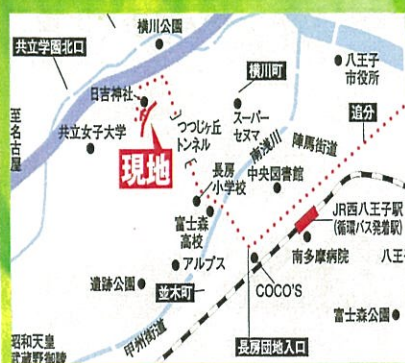 横川公園
共立学園北口
八王子
市役所
横川町
日吉神社
追分
至名古屋
スーパー
セヌマ
つつじヶ丘
トンネル
共立女子大学
南浅川
陣馬街道
現地
長房
小学校
中央図書館
JR西八王子駅
(循環バス発着駅)
富士森
高校
南多摩病院
八王
アルプス
遺跡公園
並木町
COCO'S
甲州街道
富士森公園
昭和天皇
武蔵野御陵
長房団地入口